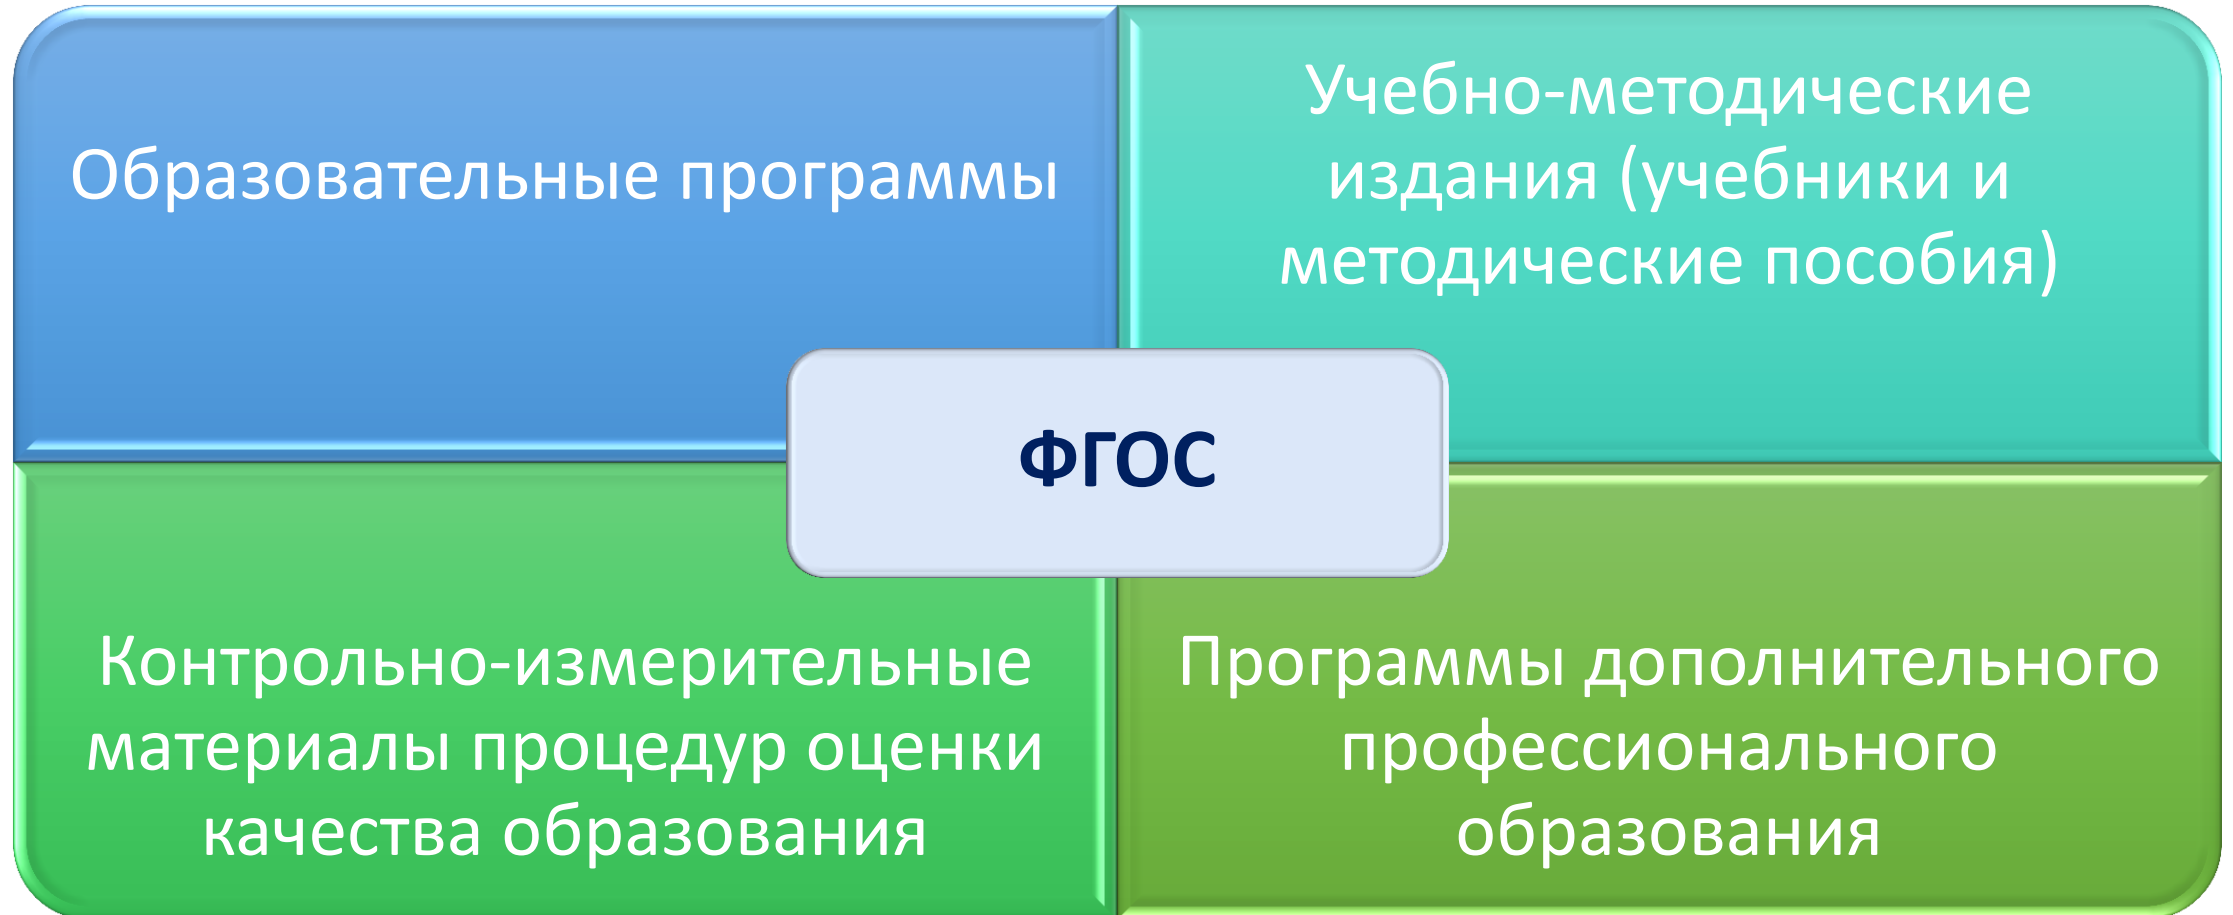 Образовательные программы
Учебно-методические
издания (учебники и
методические пособия)
ФГОС
Контрольно-измерительные
материалы процедур оценки
качества образования
Программы дополнительного
профессионального
образования